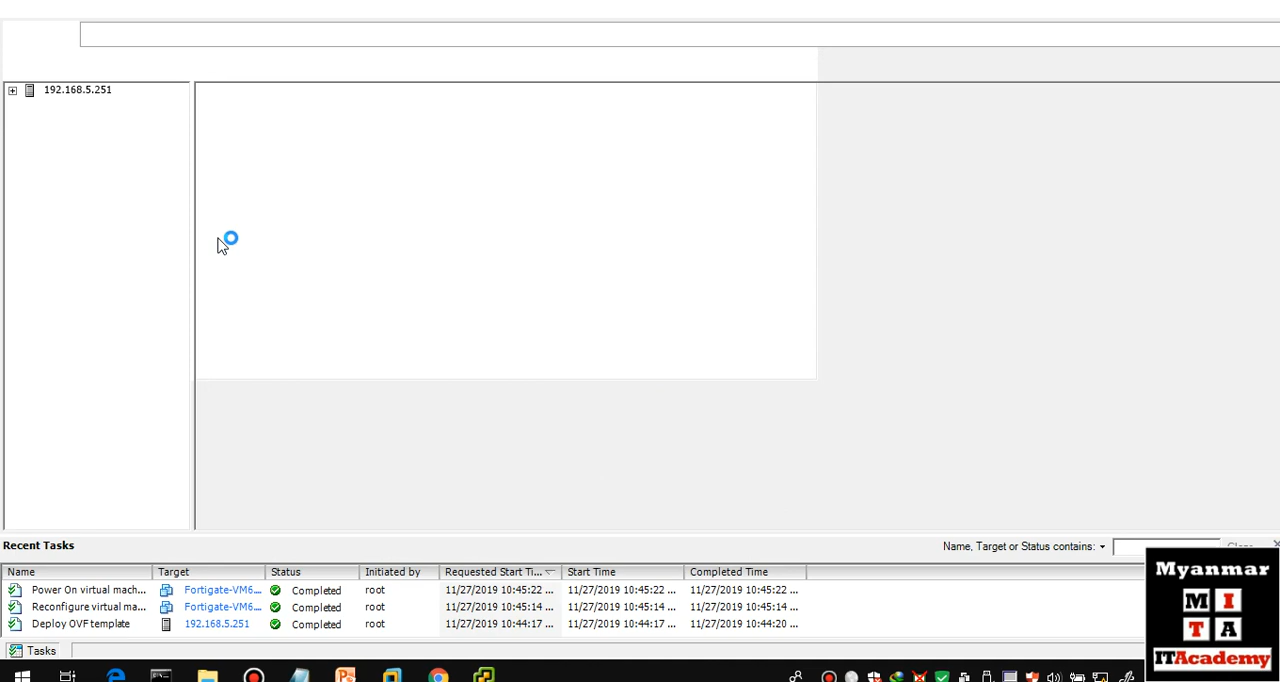 192.168.5.251
Recent Tasks
Name, Target or Status contains:
Name Target Status Initiated by Requested Start Ti... Start Time Completed Time
Power On virtual mach... Fortigate-VM6... Completed root 11/27/2019 10:45:22 ... 11/27/2019 10:45:22 ... 11/27/2019 10:45:22 ...
Reconfigure virtual ma... Fortigate-VM6... Completed root 11/27/2019 10:45:14 ... 11/27/2019 10:45:14 ... 11/27/2019 10:45:14 ...
Deploy OVF template 192.168.5.251 Completed root 11/27/2019 10:44:17 ... 11/27/2019 10:44:17 ... 11/27/2019 10:44:20 ...
Tasks
Myanmar
M I
T A
ITAcademy